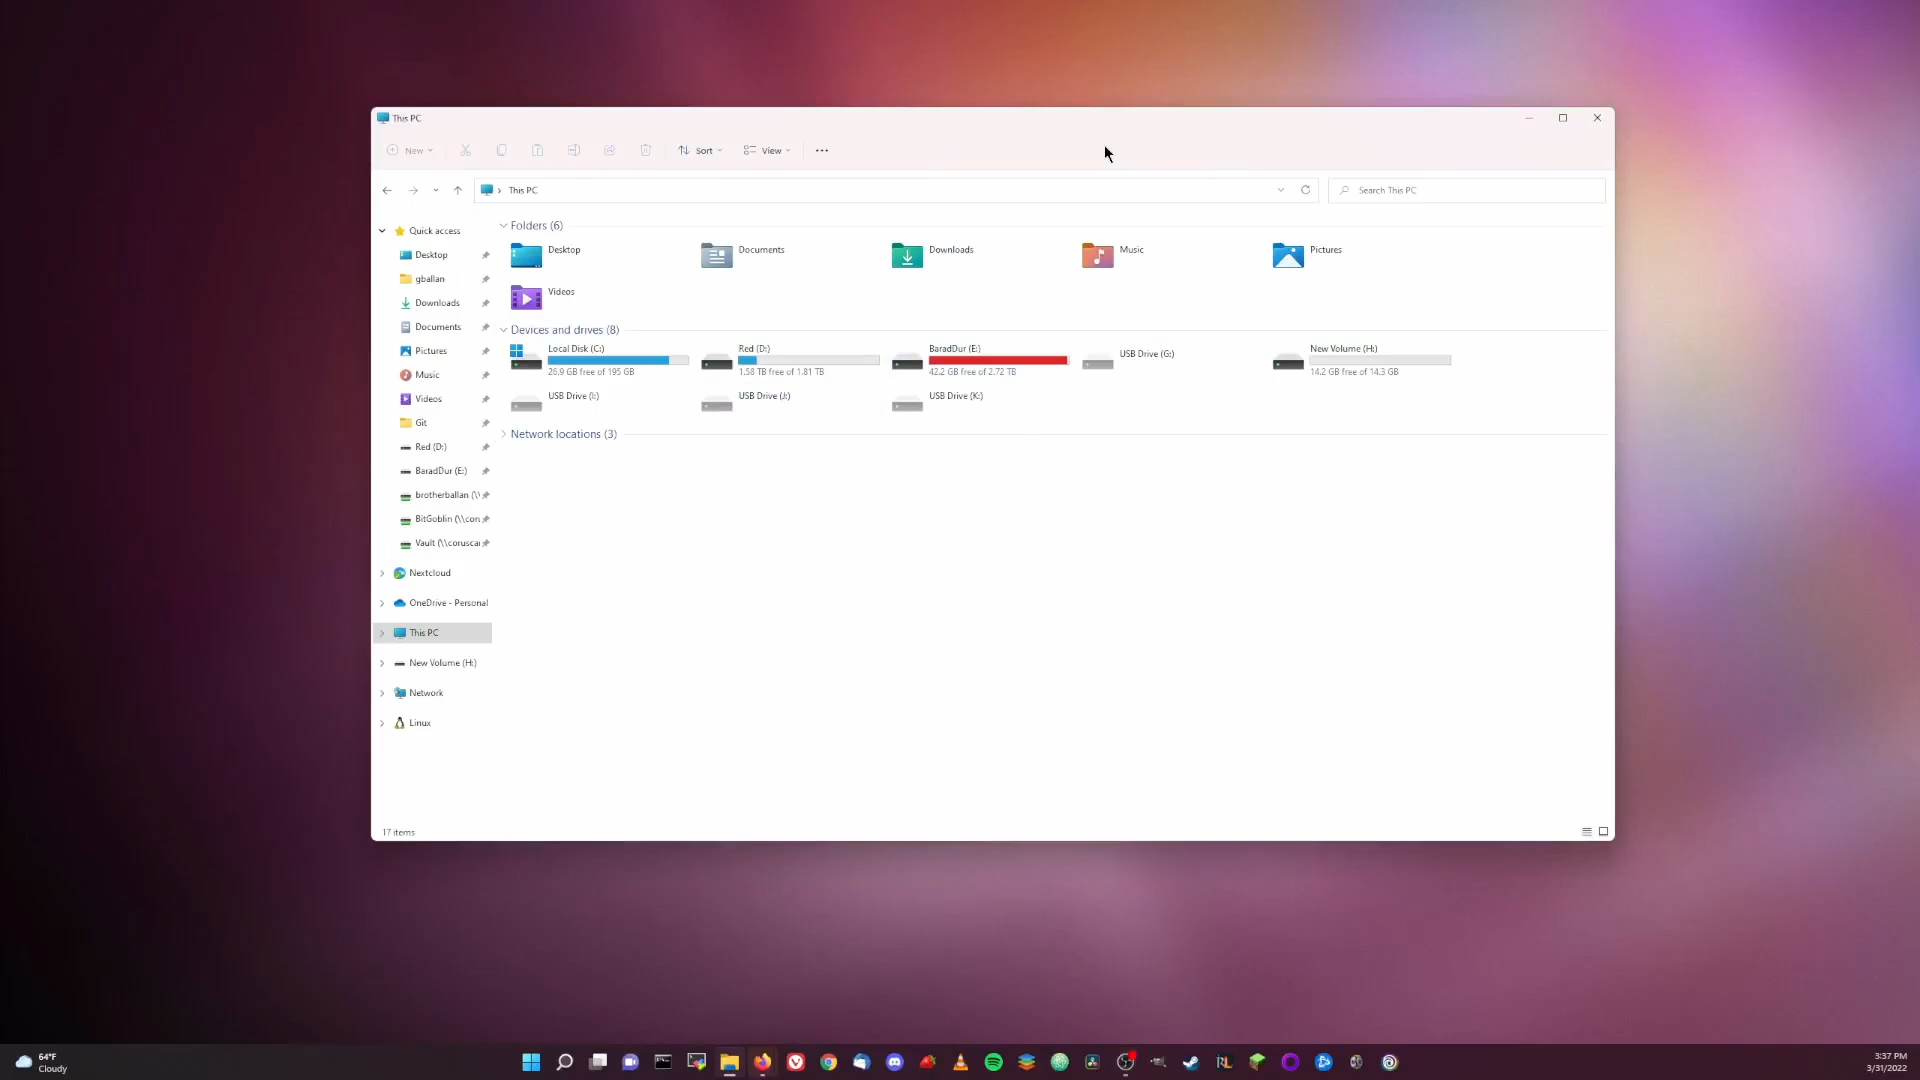 This PC
New
Sort
View
This PC
Search This PC
Quick access
Desktop
gballan
Downloads
Documents
Pictures
Music
Videos
Git
Red (D:)
BaradDur (E:)
brotherballan (\\
BitGoblin (\\coru
Vault (\\corusca
Nextcloud
OneDrive - Personal
This PC
New Volume (H:)
Network
Linux
Folders (6)
Desktop
Documents
Downloads
Music
Pictures
Videos
Devices and drives (8)
Local Disk (C:)
26.9 GB free of 195 GB
Red (D:)
1.58 TB free of 1.81 TB
BaradDur (E:)
42.2 GB free of 2.72 TB
USB Drive (G:)
New Volume (H:)
14.2 GB free of 14.3 GB
USB Drive (I:)
USB Drive (J:)
USB Drive (K:)
Network locations (3)
17 items
64°F
Cloudy
3:37 PM
3/31/2022